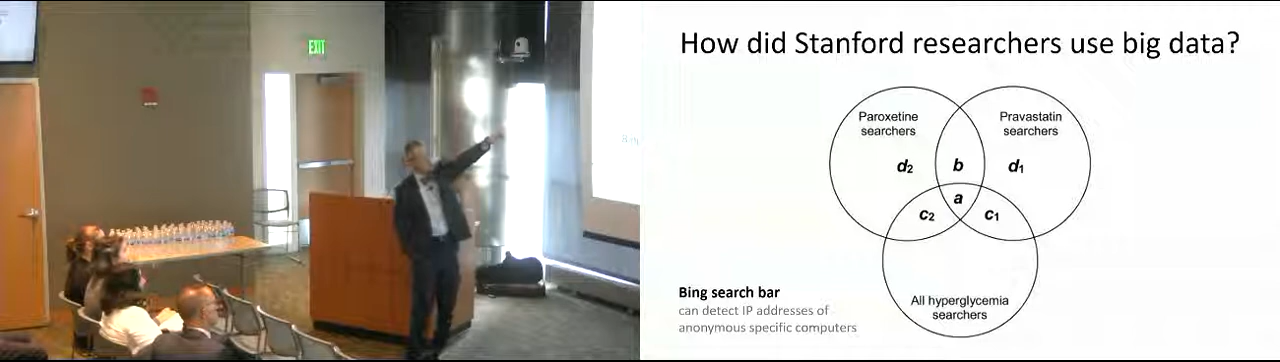 EXIT
How did Stanford researchers use big data?
Paroxetine
searchers
Pravastatin
searchers
d2
b
d1
a
c2
c1
All hyperglycemia
searchers
Bing search bar
can detect IP addresses of
anonymous specific computers